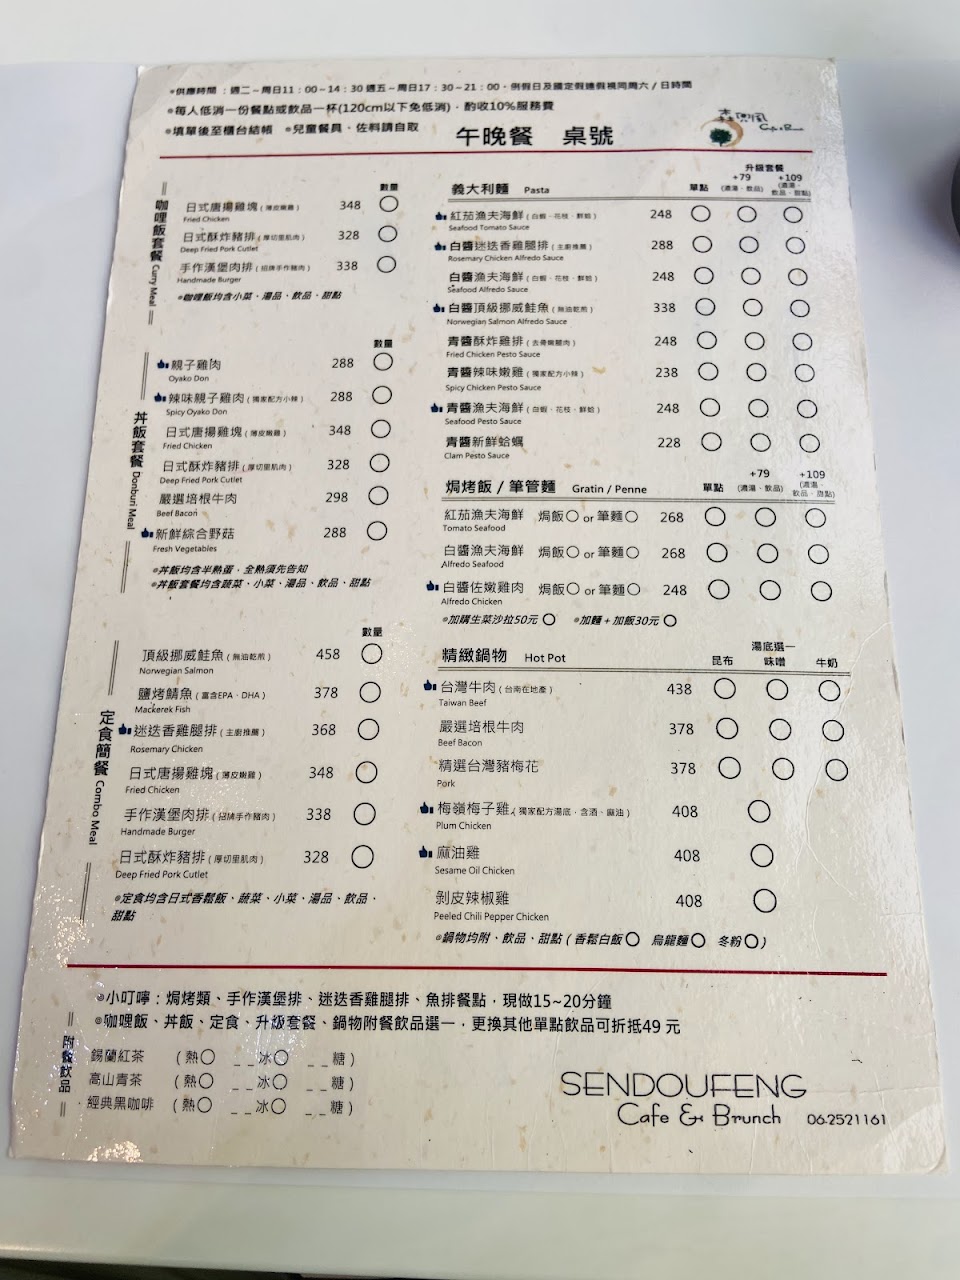 ●供應時間：週二~周日11：00~14：30 週五~周日17：30~21：00，例假日及國定假連假視同周六/日時間
●每人低消一份餐點或飲品一杯(120cm以下免低消)，酌收10%服務費
●填單後至櫃台結帳 ●兒童餐具、佐料請自取
午晚餐 桌號
咖哩飯套餐 Curry Meal
數量
日式唐揚雞塊(薄皮嫩雞) 348
Fried Chicken
日式酥炸豬排(厚切里肌肉) 328
Deep Fried Pork Cutlet
手作漢堡肉排(招牌手作豬肉) 338
Handmade Burger
●咖哩飯均含小菜、湯品、飲品、甜點
丼飯套餐 Donburi Meal
數量
親子雞肉 288
Oyako Don
辣味親子雞肉(獨家配方小辣) 288
Spicy Oyako Don
日式唐揚雞塊(薄皮嫩雞) 348
Fried Chicken
日式酥炸豬排(厚切里肌肉) 328
Deep Fried Pork Cutlet
嚴選培根牛肉 298
Beef Bacon
新鮮綜合野菇 288
Fresh Vegetables
●丼飯均含半熟蛋，全熟須先告知
●丼飯套餐均含蔬菜、小菜、湯品、飲品、甜點
定食簡餐 Combo Meal
數量
頂級挪威鮭魚(無油乾煎) 458
Norwegian Salmon
鹽烤鯖魚(富含EPA、DHA) 378
Mackerek Fish
迷迭香雞腿排(主廚推薦) 368
Rosemary Chicken
日式唐揚雞塊(薄皮嫩雞) 348
Fried Chicken
手作漢堡肉排(招牌手作豬肉) 338
Handmade Burger
日式酥炸豬排(厚切里肌肉) 328
Deep Fried Pork Cutlet
●定食均含日式香鬆飯、蔬菜、小菜、湯品、飲品、
甜點
升級套餐
義大利麵 Pasta 單點 +79 (濃湯、飲品) +109 (濃湯、飲品、甜點)
紅茄漁夫海鮮(白蝦、花枝、鮮蛤) 248
Seafood Tomato Sauce
白醬迷迭香雞腿排(主廚推薦) 288
Rosemary Chicken Alfredo Sauce
白醬漁夫海鮮(白蝦、花枝、鮮蛤) 248
Seafood Alfredo Sauce
白醬頂級挪威鮭魚(無油乾煎) 338
Norwegian Salmon Alfredo Sauce
青醬酥炸雞排(去骨嫩腿肉) 248
Fried Chicken Pesto Sauce
青醬辣味嫩雞(獨家配方小辣) 238
Spicy Chicken Pesto Sauce
青醬漁夫海鮮(白蝦、花枝、鮮蛤) 248
Seafood Pesto Sauce
青醬新鮮蛤蠣 228
Clam Pesto Sauce
焗烤飯/筆管麵 Gratin / Penne 單點 +79 (濃湯、飲品) +109 (濃湯、飲品、甜點)
紅茄漁夫海鮮 焗飯○ or 筆麵○ 268
Tomato Seafood
白醬漁夫海鮮 焗飯○ or 筆麵○ 268
Alfredo Seafood
白醬佐嫩雞肉 焗飯○ or 筆麵○ 248
Alfredo Chicken
●加購生菜沙拉50元 ○ ●加麵+加飯30元 ○
湯底選一
精緻鍋物 Hot Pot 昆布 味噌 牛奶
台灣牛肉(台南在地產) 438
Taiwan Beef
嚴選培根牛肉 378
Beef Bacon
精選台灣豬梅花 378
Pork
梅嶺梅子雞(獨家配方湯底，含酒、麻油) 408
Plum Chicken
麻油雞 408
Sesame Oil Chicken
剝皮辣椒雞 408
Peeled Chili Pepper Chicken
●鍋物均附、飲品、甜點(香鬆白飯○ 烏龍麵○ 冬粉○)
●小叮嚀：焗烤類、手作漢堡排、迷迭香雞腿排、魚排餐點，現做15~20分鐘
●咖哩飯、丼飯、定食、升級套餐、鍋物附餐飲品選一，更換其他單點飲品可折抵49 元
附餐飲品
錫蘭紅茶 (熱○ _ _冰○ _ _糖)
高山青茶 (熱○ _ _冰○ _ _糖)
經典黑咖啡 (熱○ _ _冰○ _ _糖)
SENDOUFENG
Cafe & Brunch 06.2521161